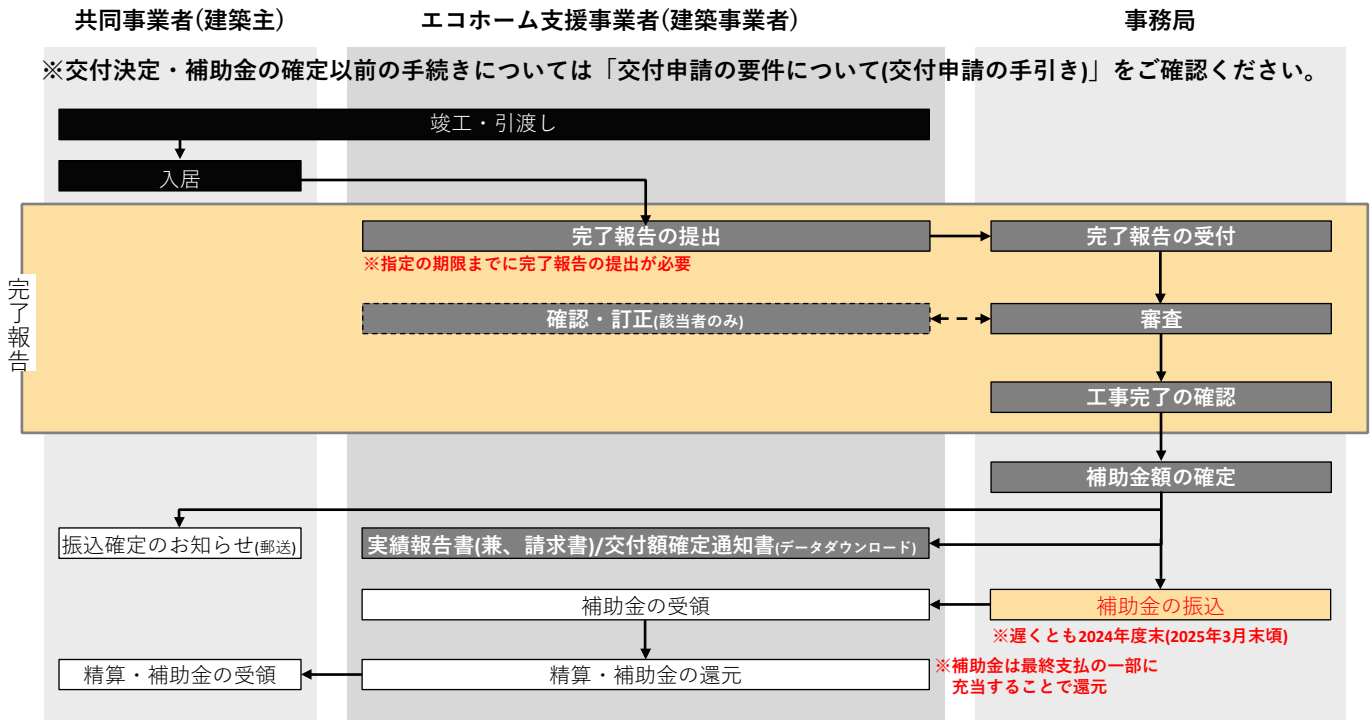 共同事業者(建築主)
エコホーム支援事業者(建築事業者)
事務局
※交付決定・補助金の確定以前の手続きについては「交付申請の要件について(交付申請の手引き)」をご確認ください。
竣工・引渡し
入居
完了報告
完了報告の提出
完了報告の受付
※指定の期限までに完了報告の提出が必要
確認・訂正(該当者のみ)
審査
工事完了の確認
補助金額の確定
振込確定のお知らせ(郵送)
実績報告書(兼、請求書)/交付額確定通知書(データダウンロード)
補助金の受領
補助金の振込
※遅くとも2024年度末(2025年3月末頃)
精算・補助金の受領
精算・補助金の還元
※補助金は最終支払の一部に
充当することで還元